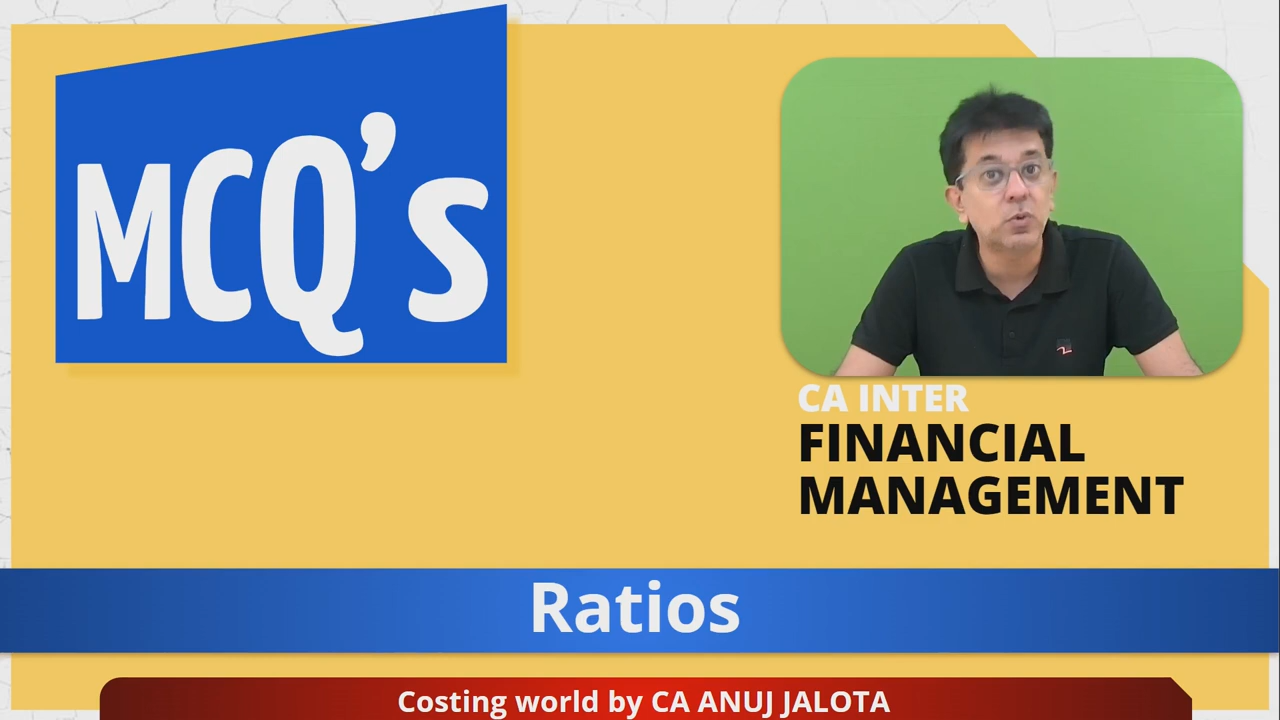 MCQ's
CA INTER
FINANCIAL
MANAGEMENT
Ratios
Costing world by CA ANUJ JALOTA